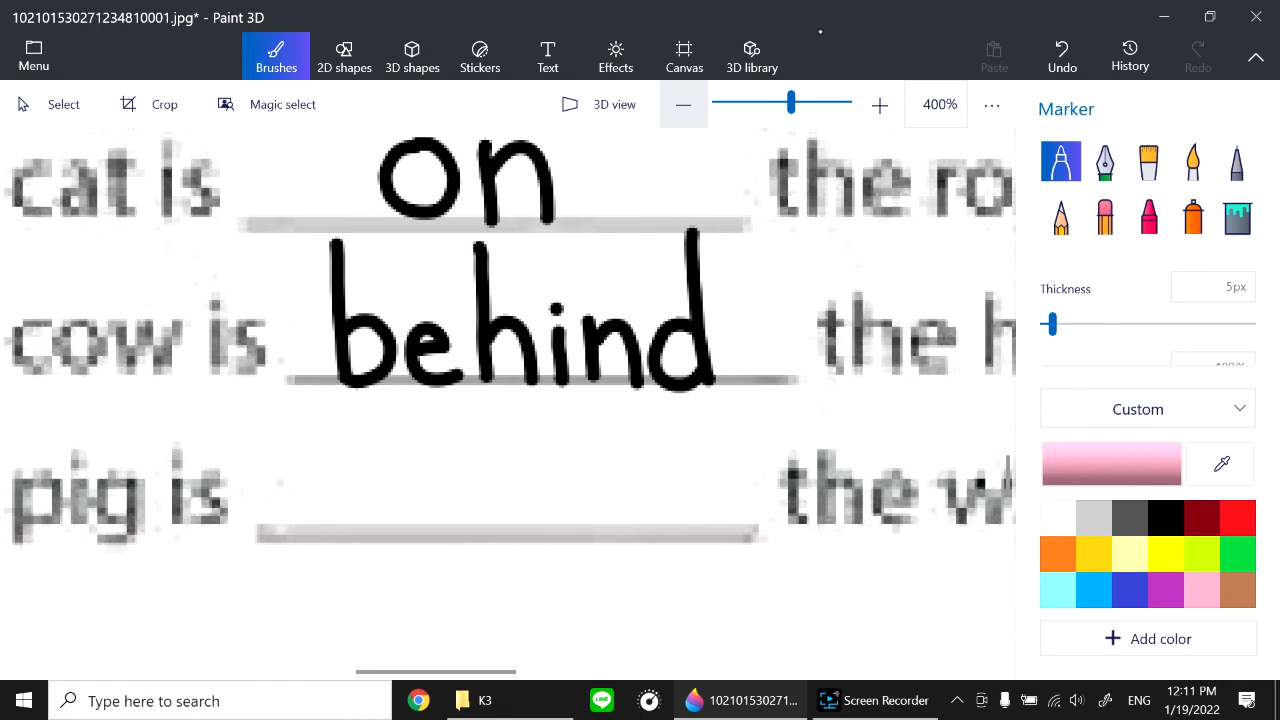 102101530271234810001.jpg* - Paint 3D
Menu
Brushes 2D shapes 3D shapes Stickers Text Effects Canvas 3D library Paste Undo History Redo
Select Crop Magic select 3D view 400%
Marker
cat is on the ro
Thickness 5px
cow is behind the h
Custom
pig is the w
Add color
Type here to search K3 102101530271... Screen Recorder ENG 12:11 PM
1/19/2022